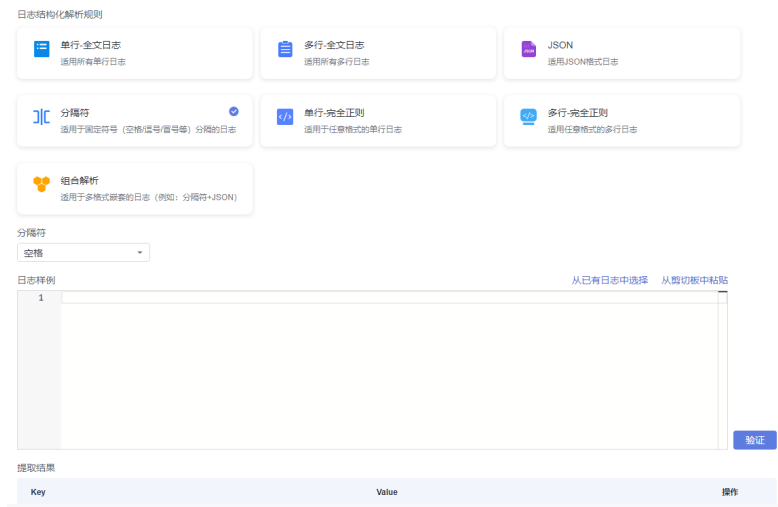 日志结构化解析规则
单行-全文日志
适用所有单行日志
多行-全文日志
适用所有多行日志
JSON
适用JSON格式日志
分隔符
适用于固定符号（空格/逗号/冒号等）分隔的日志
单行-完全正则
适用于任意格式的单行日志
多行-完全正则
适用任意格式的多行日志
组合解析
适用于多格式嵌套的日志（例如：分隔符+JSON）
分隔符
空格
日志样例
从已有日志中选择 从剪切板中粘贴
1
验证
提取结果
Key Value 操作